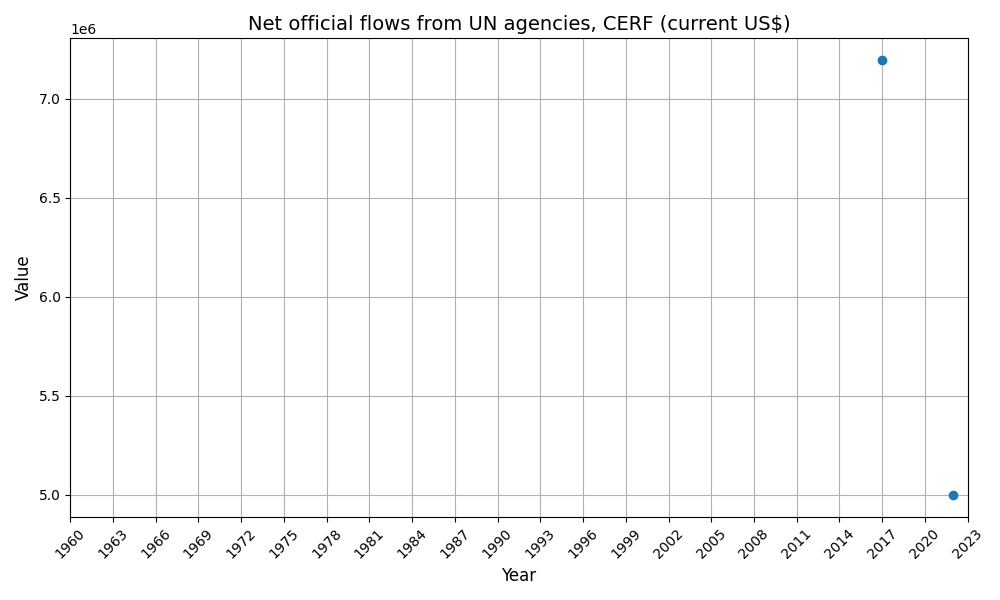 Net official flows from UN agencies, CERF (current US$)
1e6
7.0
6.5
6.0
5.5
5.0
Value
1960 1963 1966 1969 1972 1975 1978 1981 1984 1987 1990 1993 1996 1999 2002 2005 2008 2011 2014 2017 2020 2023
Year